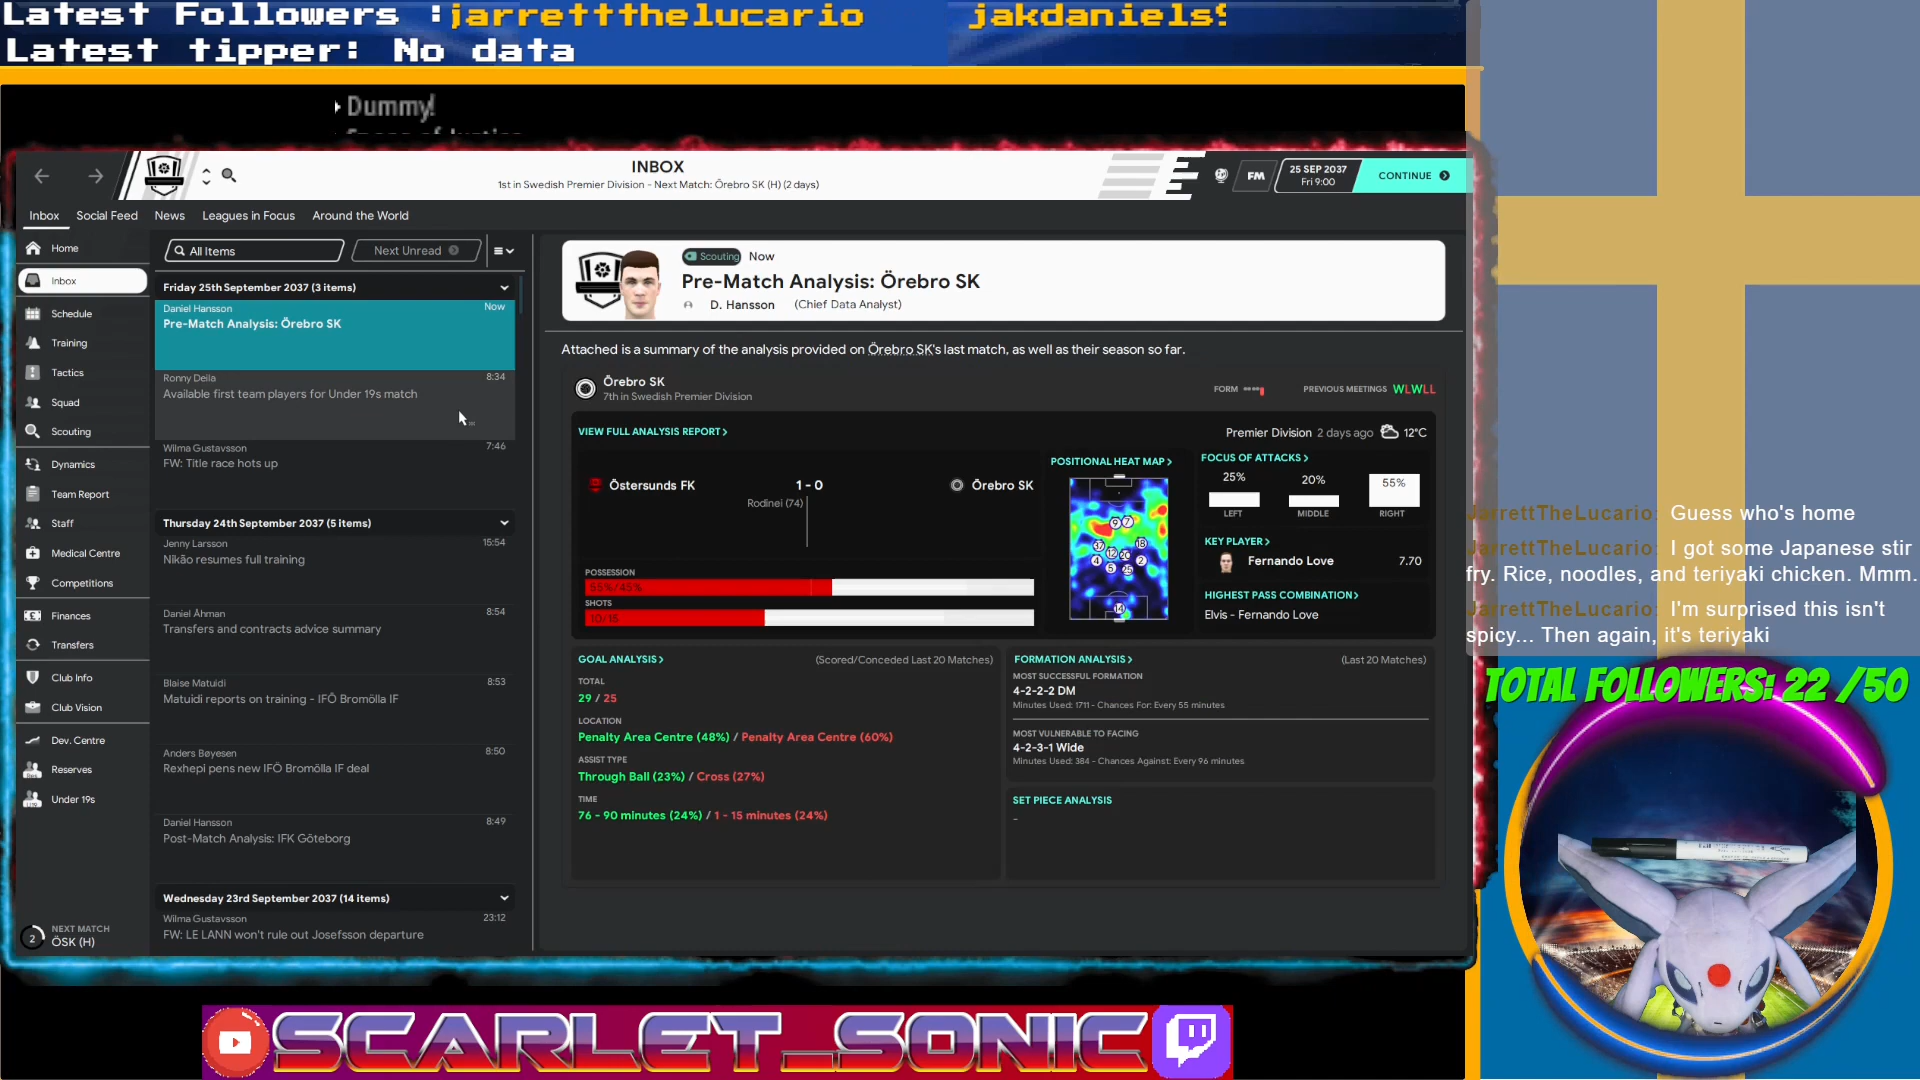 Latest Followers : jarrettthelucario jakdaniels9
Latest tipper: No data
Dummy!
INBOX
1st in Swedish Premier Division - Next Match: Örebro SK (H) (2 days)
FM
25 SEP 2037
Fri 9:00
CONTINUE
Inbox Social Feed News Leagues in Focus Around the World
Home
Inbox
Schedule
Training
Tactics
Squad
Scouting
Dynamics
Team Report
Staff
Medical Centre
Competitions
Finances
Transfers
Club Info
Club Vision
Dev. Centre
Reserves
Under 19s
2 NEXT MATCH
ÖSK (H)
All Items Next Unread
Friday 25th September 2037 (3 items)
Daniel Hansson Now
Pre-Match Analysis: Örebro SK
Ronny Deila 8:34
Available first team players for Under 19s match
Wilma Gustavsson 7:46
FW: Title race hots up
Thursday 24th September 2037 (5 items)
Jenny Larsson 15:54
Nikão resumes full training
Daniel Åhman 8:54
Transfers and contracts advice summary
Blaise Matuidi 8:53
Matuidi reports on training - IFÖ Bromölla IF
Anders Bøyesen 8:50
Rexhepi pens new IFÖ Bromölla IF deal
Daniel Hansson 8:49
Post-Match Analysis: IFK Göteborg
Wednesday 23rd September 2037 (14 items)
Wilma Gustavsson 23:12
FW: LE LANN won't rule out Josefsson departure
Scouting Now
Pre-Match Analysis: Örebro SK
D. Hansson (Chief Data Analyst)
Attached is a summary of the analysis provided on Örebro SK's last match, as well as their season so far.
Örebro SK
7th in Swedish Premier Division
FORM
PREVIOUS MEETINGS WLWLL
VIEW FULL ANALYSIS REPORT >
Premier Division 2 days ago 12°C
Östersunds FK 1 - 0 Örebro SK
Rodinei (74)
POSSESSION
55%/45%
SHOTS
10/15
POSITIONAL HEAT MAP >
FOCUS OF ATTACKS >
25% 20% 55%
LEFT MIDDLE RIGHT
KEY PLAYER >
Fernando Love 7.70
HIGHEST PASS COMBINATION >
Elvis - Fernando Love
GOAL ANALYSIS > (Scored/Conceded Last 20 Matches)
TOTAL
29 / 25
LOCATION
Penalty Area Centre (48%) / Penalty Area Centre (60%)
ASSIST TYPE
Through Ball (23%) / Cross (27%)
TIME
76 - 90 minutes (24%) / 1 - 15 minutes (24%)
FORMATION ANALYSIS > (Last 20 Matches)
MOST SUCCESSFUL FORMATION
4-2-2-2 DM
Minutes Used: 1711 - Chances For: Every 55 minutes
MOST VULNERABLE TO FACING
4-2-3-1 Wide
Minutes Used: 384 - Chances Against: Every 96 minutes
SET PIECE ANALYSIS
-
JarrettTheLucario: Guess who's home
JarrettTheLucario: I got some Japanese stir
fry. Rice, noodles, and teriyaki chicken. Mmm.
JarrettTheLucario: I'm surprised this isn't
spicy... Then again, it's teriyaki
TOTAL FOLLOWERS: 22 /50
SCARLET_SONIC